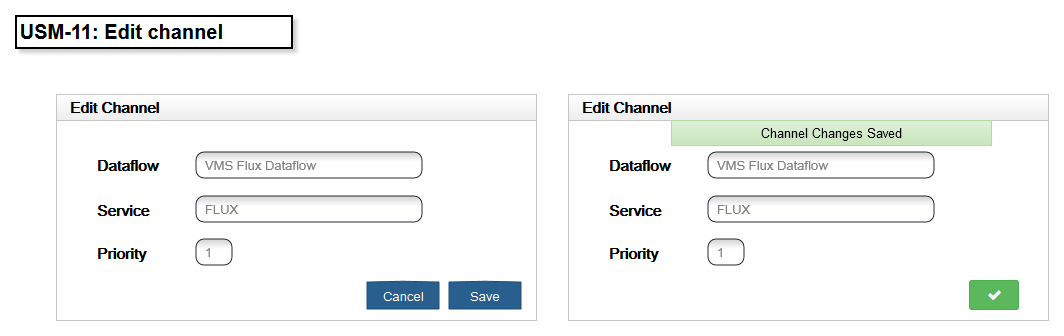 USM-11: Edit channel
Edit Channel
Dataflow VMS Flux Dataflow
Service FLUX
Priority 1
Cancel Save
Edit Channel
Channel Changes Saved
Dataflow VMS Flux Dataflow
Service FLUX
Priority 1